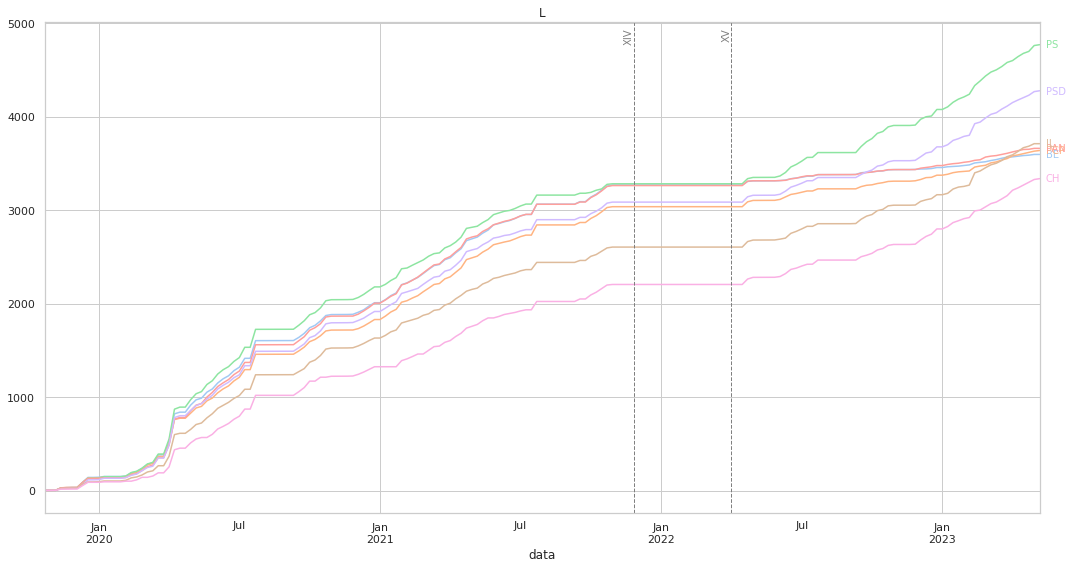 L
5000
4000
3000
2000
1000
0
XIV
XV
PS
PSD
IL
PAN
BE
CH
Jan
2020
Jul
Jan
2021
Jul
Jan
2022
Jul
Jan
2023
data